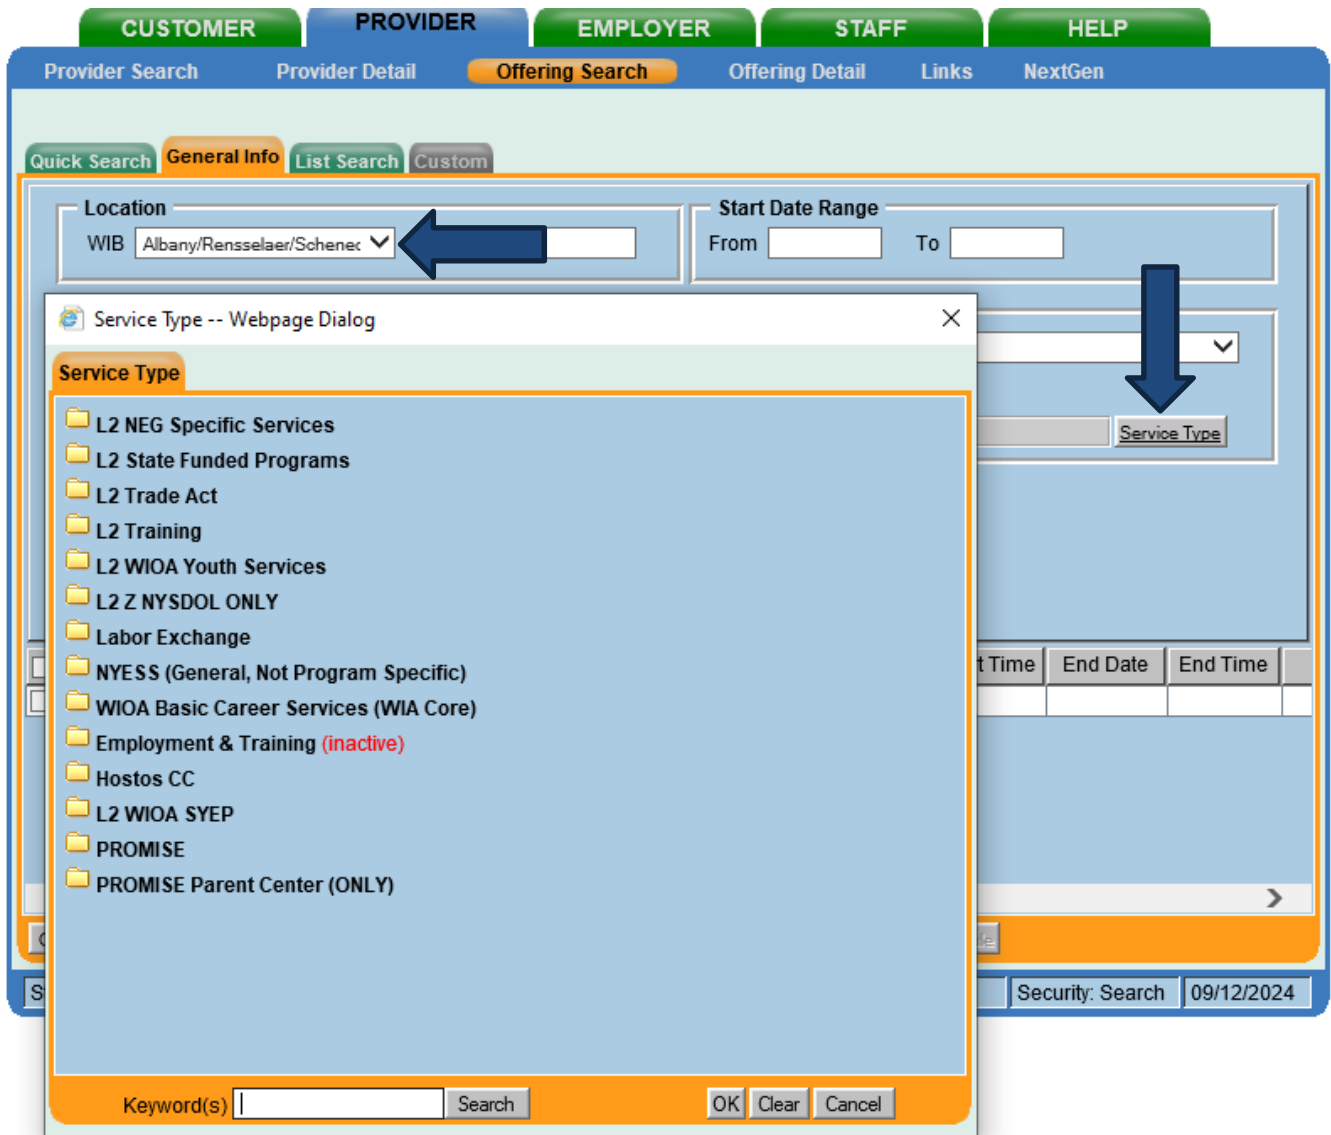 CUSTOMER PROVIDER EMPLOYER STAFF HELP
Provider Search Provider Detail Offering Search Offering Detail Links NextGen
Quick Search General Info List Search Custom
Location Start Date Range
WIB Albany/Rensselaer/Schenec From To
Service Type -- Webpage Dialog
Service Type
L2 NEG Specific Services
Service Type
L2 State Funded Programs
L2 Trade Act
L2 Training
L2 WIOA Youth Services
L2 Z NYSDOL ONLY
Labor Exchange
t Time End Date End Time
NYESS (General, Not Program Specific)
WIOA Basic Career Services (WIA Core)
Employment & Training (inactive)
Hostos CC
L2 WIOA SYEP
PROMISE
PROMISE Parent Center (ONLY)
Security: Search 09/12/2024
Keyword(s) Search OK Clear Cancel